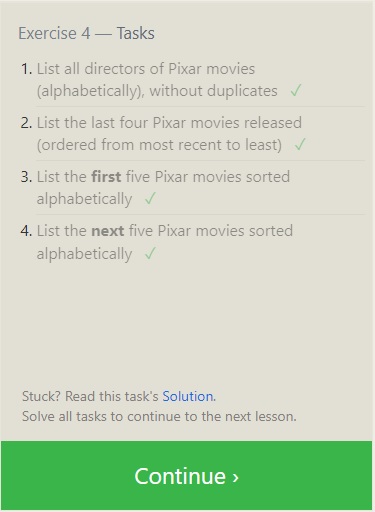 Exercise 4 — Tasks
1. List all directors of Pixar movies
(alphabetically), without duplicates ✓
2. List the last four Pixar movies released
(ordered from most recent to least) ✓
3. List the first five Pixar movies sorted
alphabetically ✓
4. List the next five Pixar movies sorted
alphabetically ✓
Stuck? Read this task's Solution.
Solve all tasks to continue to the next lesson.
Continue ›